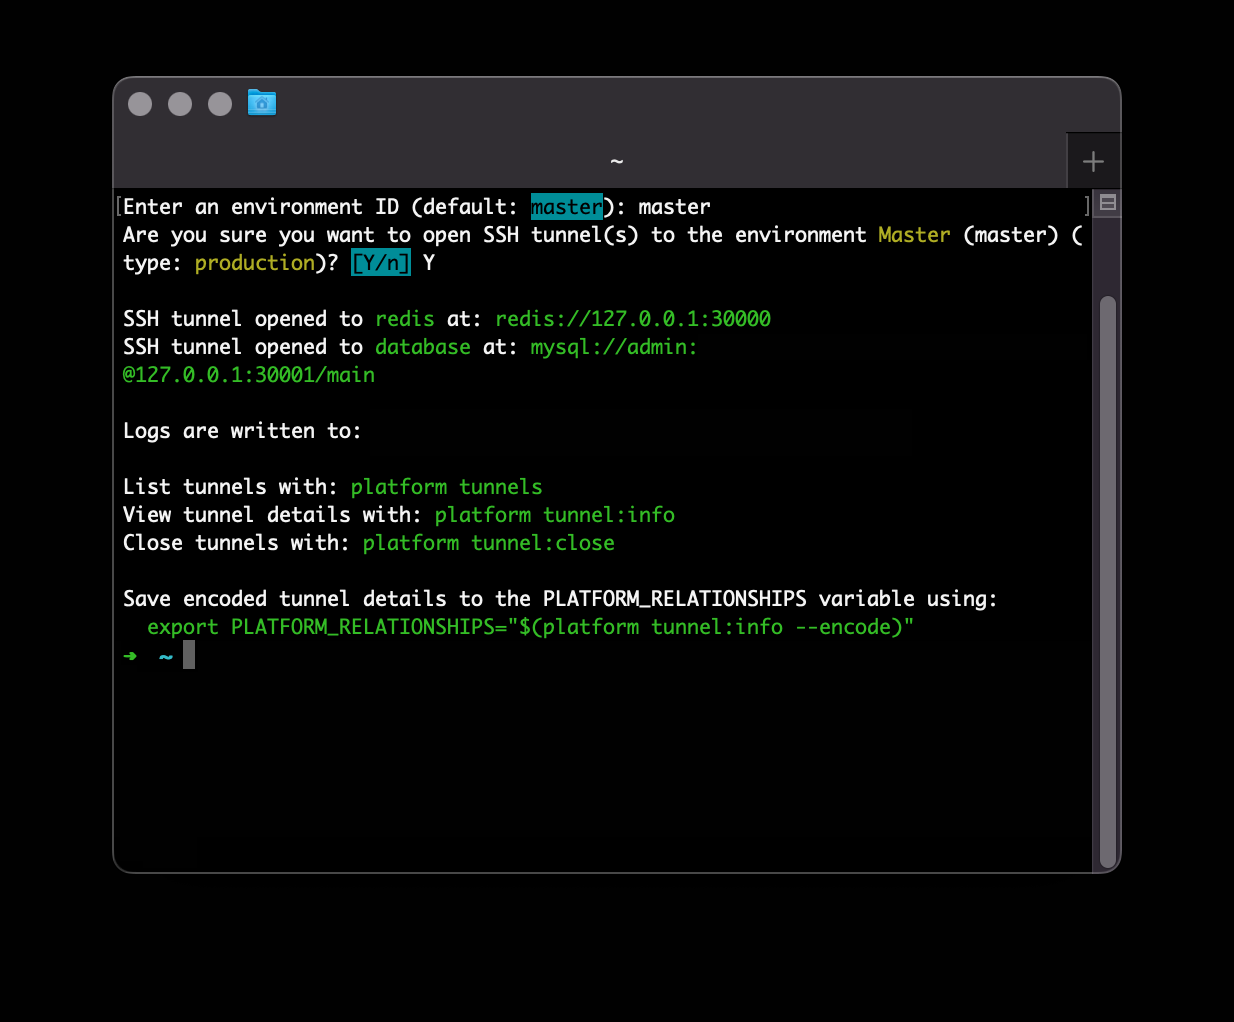 ~
[Enter an environment ID (default: master): master ]
Are you sure you want to open SSH tunnel(s) to the environment Master (master) (
type: production)? [Y/n] Y
SSH tunnel opened to redis at: redis://127.0.0.1:30000
SSH tunnel opened to database at: mysql://admin:
@127.0.0.1:30001/main
Logs are written to:
List tunnels with: platform tunnels
View tunnel details with: platform tunnel:info
Close tunnels with: platform tunnel:close
Save encoded tunnel details to the PLATFORM_RELATIONSHIPS variable using:
export PLATFORM_RELATIONSHIPS="$(platform tunnel:info --encode)"
➜ ~